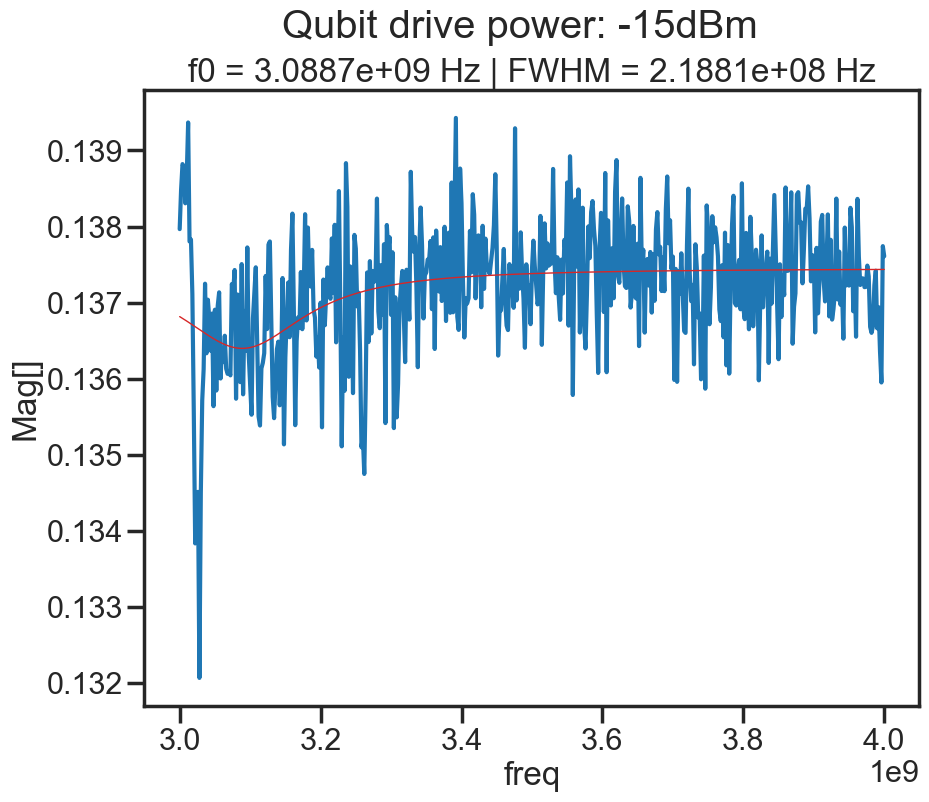 Qubit drive power: -15dBm
f0 = 3.0887e+09 Hz | FWHM = 2.1881e+08 Hz
0.139
0.138
0.137
0.136
0.135
0.134
0.133
0.132
Mag[]
3.0 3.2 3.4 3.6 3.8 4.0
1e9
freq